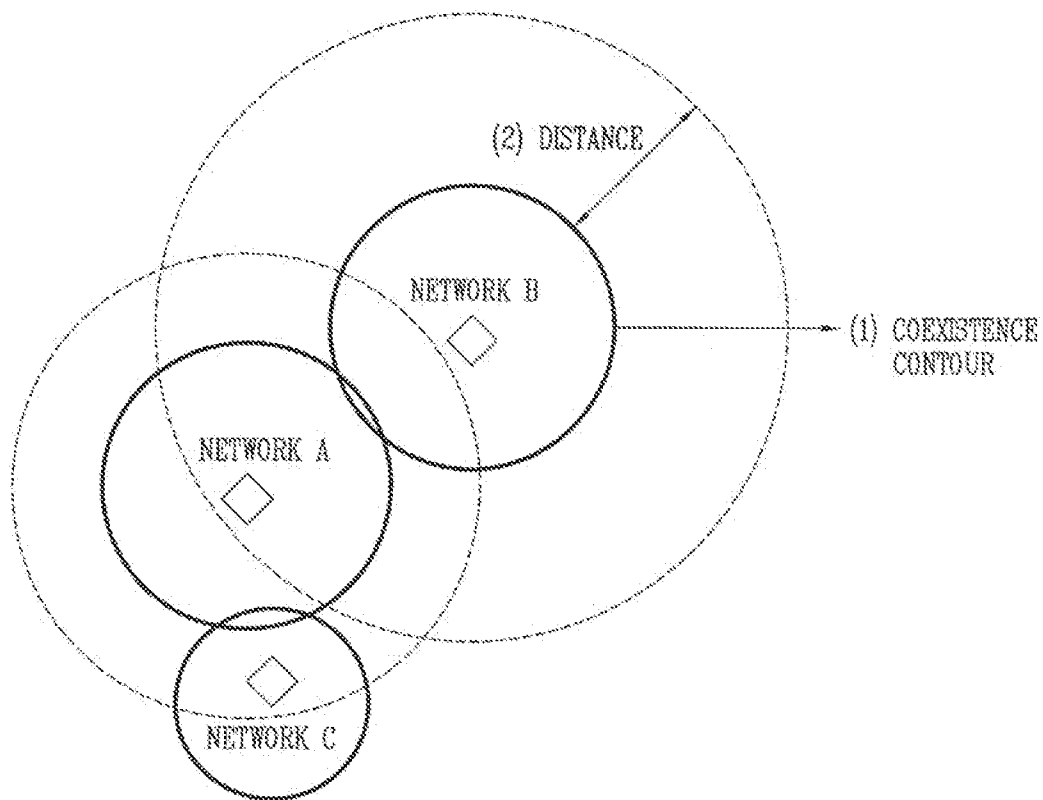 (2) DISTANCE
NETWORK B
(1) COEXISTENCE
CONTOUR
NETWORK A
NETWORK C